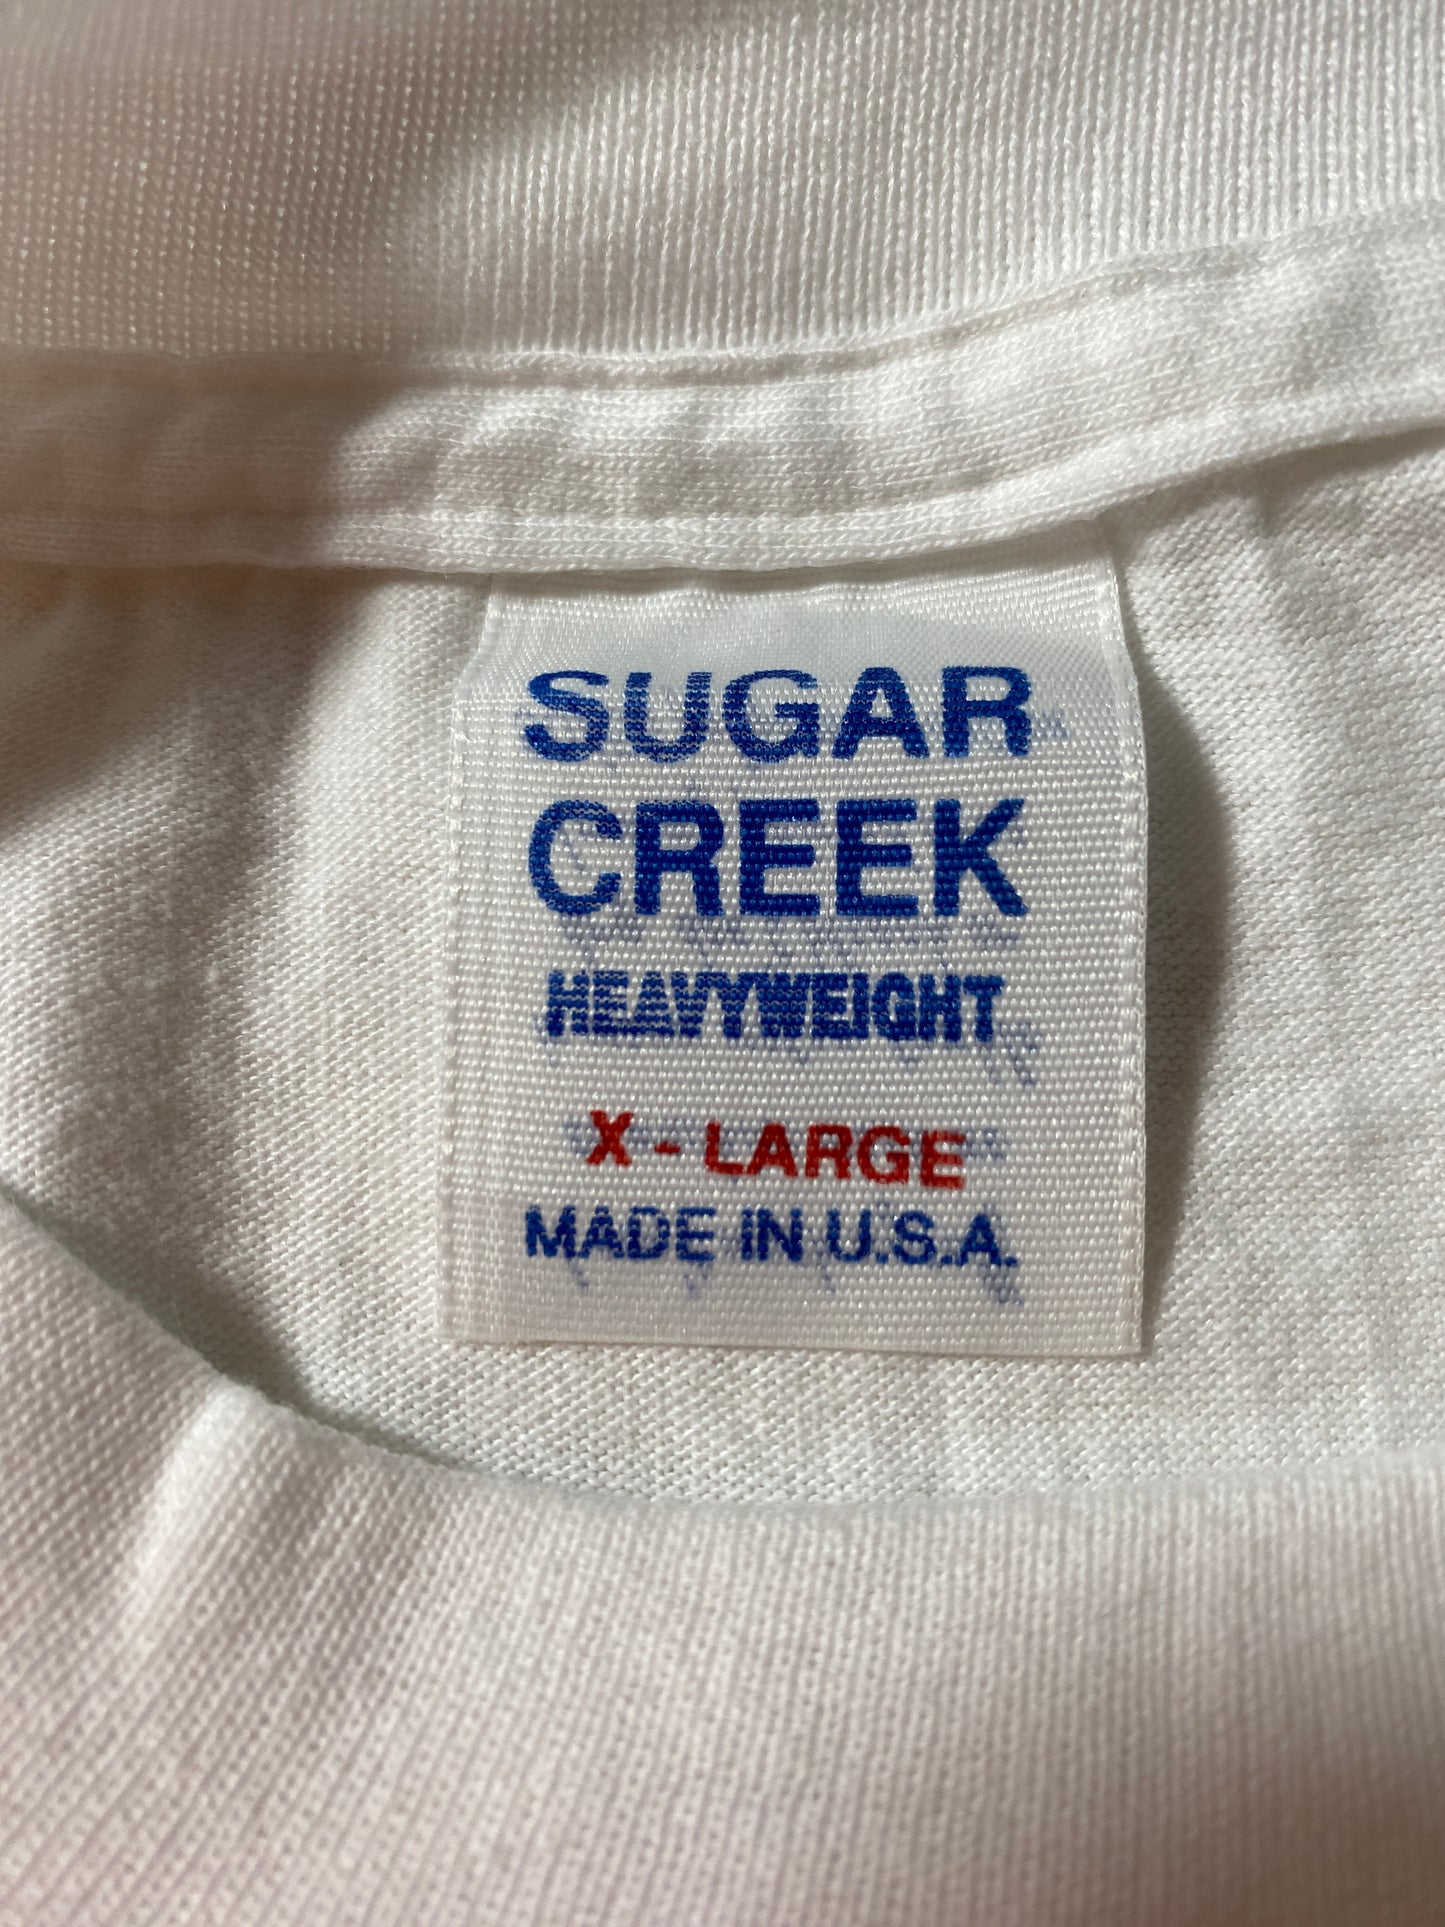 SUGAR
CREEK
HEAVYWEIGHT
X-LARGE
MADE IN U.S.A.